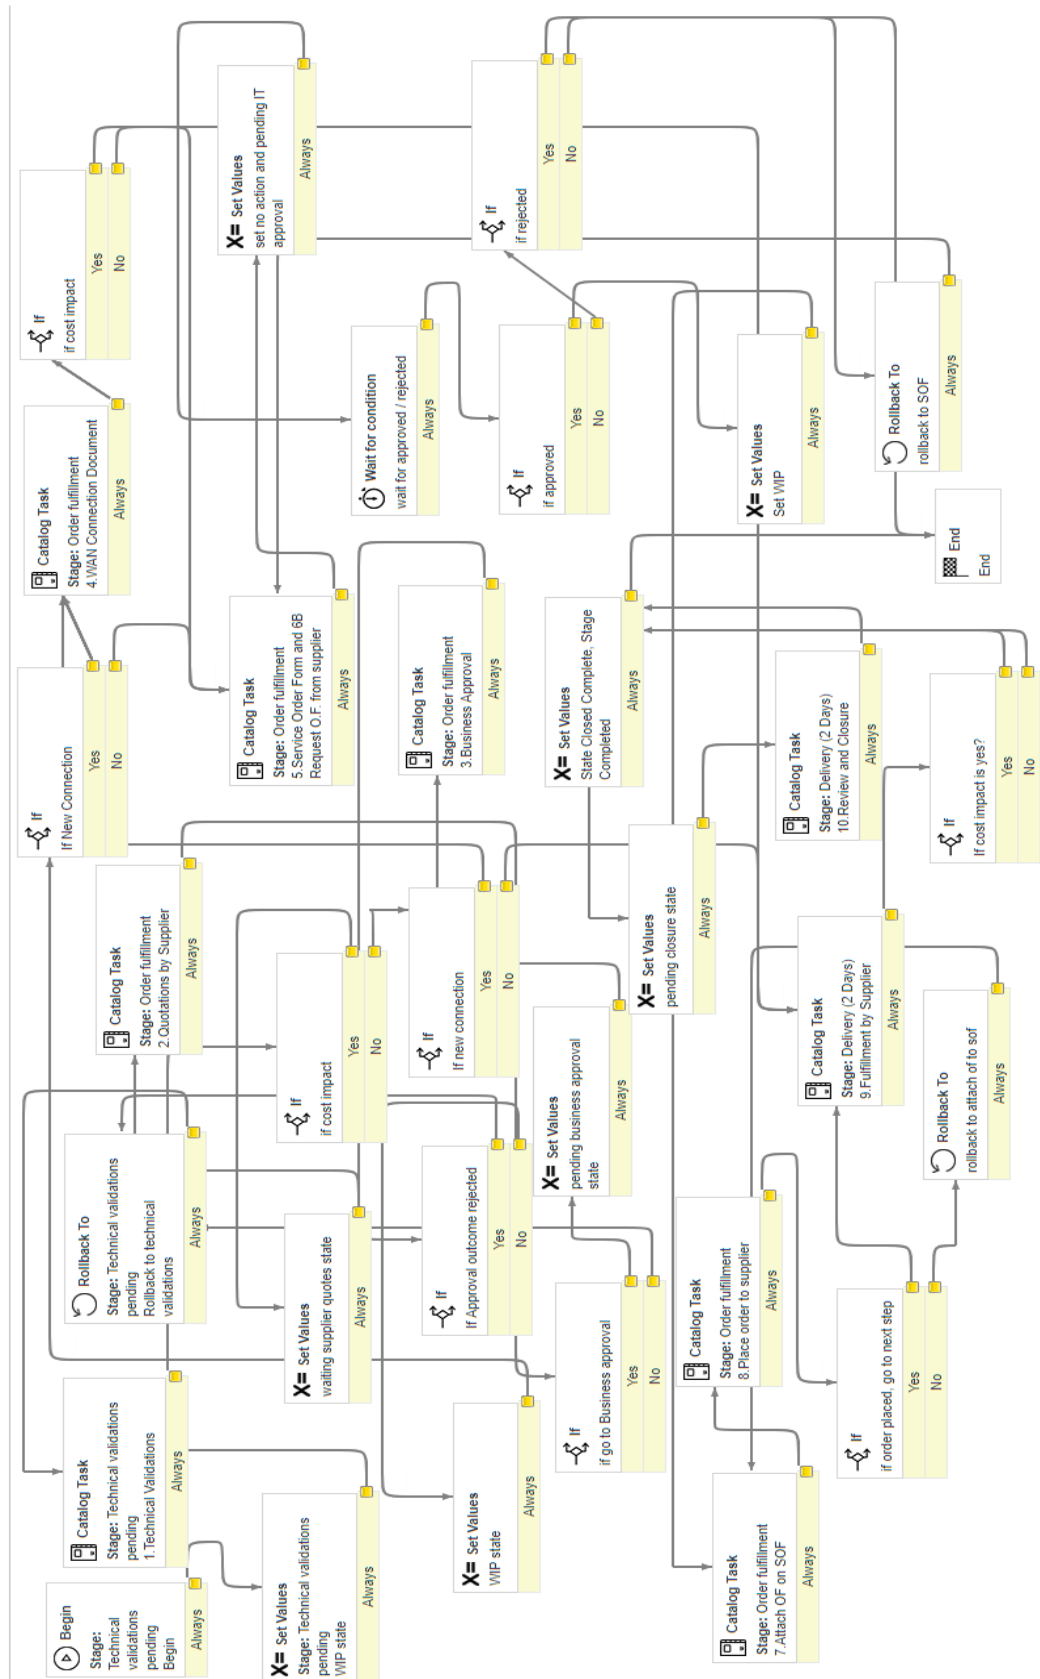 Begin
Stage:
Technical
validations
pending
Begin
Always
Catalog Task
Stage: Technical validations
pending
1.Technical Validations
Always
Rollback To
Stage: Technical validations
pending
Rollback to technical
validations
Always
Catalog Task
Stage: Order fulfillment
2.Quotations by Supplier
Always
If
If New Connection
Yes
No
Catalog Task
Stage: Order fulfillment
4.WAN Connection Document
Always
If
if cost impact
Yes
No
X= Set Values
Stage: Technical validations
pending
WIP state
Always
X= Set Values
waiting supplier quotes state
Always
If
if cost impact
Yes
No
Catalog Task
Stage: Order fulfillment
5.Service Order Form and 6B
Request O.F. from supplier
Always
X= Set Values
set no action and pending IT
approval
Always
X= Set Values
WIP state
Always
If
If Approval outcome rejected
Yes
No
If
If new connection
Yes
No
Catalog Task
Stage: Order fulfillment
3.Business Approval
Always
Wait for condition
wait for approved / rejected
Always
If
if approved
Yes
No
If
if rejected
Yes
No
If
if go to Business approval
Yes
No
X= Set Values
pending business approval
state
Always
X= Set Values
pending closure state
Always
X= Set Values
State Closed Complete, Stage
Completed
Always
X= Set Values
Set WIP
Always
Rollback To
rollback to SOF
Always
Catalog Task
Stage: Order fulfillment
7.Attach OF on SOF
Always
Catalog Task
Stage: Order fulfillment
8.Place order to supplier
Always
Catalog Task
Stage: Delivery (2 Days)
9.Fulfillment by Supplier
Always
Catalog Task
Stage: Delivery (2 Days)
10.Review and Closure
Always
End
End
If
if order placed, go to next step
Yes
No
Rollback To
rollback to attach of to sof
Always
If
If cost impact is yes?
Yes
No